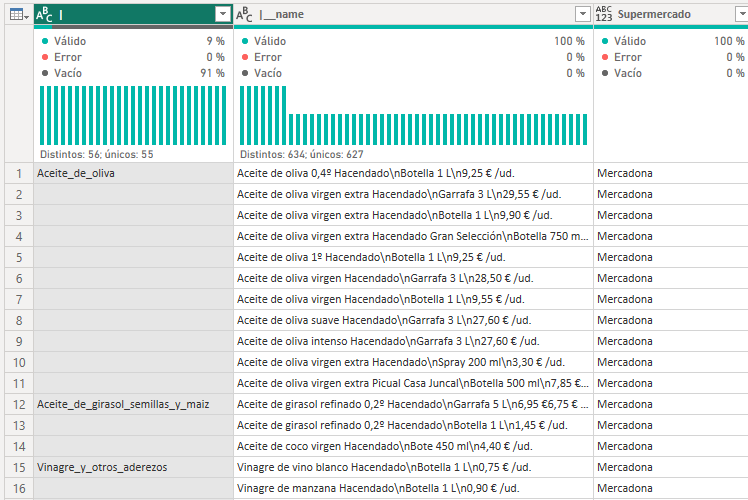 ABC | ABC |__name ABC 123 Supermercado
Válido 9 % Válido 100 % Válido 100 %
Error 0 % Error 0 % Error 0 %
Vacío 91 % Vacío 0 % Vacío 0 %
Distintos: 56; únicos: 55 Distintos: 634; únicos: 627
1 Aceite_de_oliva Aceite de oliva 0,4º Hacendado\nBotella 1 L\n9,25 € /ud. Mercadona
2 Aceite de oliva virgen extra Hacendado\nGarrafa 3 L\n29,55 € /ud. Mercadona
3 Aceite de oliva virgen extra Hacendado\nBotella 1 L\n9,90 € /ud. Mercadona
4 Aceite de oliva virgen extra Hacendado Gran Selección\nBotella 750 m... Mercadona
5 Aceite de oliva 1º Hacendado\nBotella 1 L\n9,25 € /ud. Mercadona
6 Aceite de oliva virgen Hacendado\nGarrafa 3 L\n28,50 € /ud. Mercadona
7 Aceite de oliva virgen Hacendado\nBotella 1 L\n9,55 € /ud. Mercadona
8 Aceite de oliva suave Hacendado\nGarrafa 3 L\n27,60 € /ud. Mercadona
9 Aceite de oliva intenso Hacendado\nGarrafa 3 L\n27,60 € /ud. Mercadona
10 Aceite de oliva virgen extra Hacendado\nSpray 200 ml\n3,30 € /ud. Mercadona
11 Aceite de oliva virgen extra Picual Casa Juncal\nBotella 500 ml\n7,85 €... Mercadona
12 Aceite_de_girasol_semillas_y_maiz Aceite de girasol refinado 0,2º Hacendado\nGarrafa 5 L\n6,95 €6,75 € ... Mercadona
13 Aceite de girasol refinado 0,2º Hacendado\nBotella 1 L\n1,45 € /ud. Mercadona
14 Aceite de coco virgen Hacendado\nBote 450 ml\n4,40 € /ud. Mercadona
15 Vinagre_y_otros_aderezos Vinagre de vino blanco Hacendado\nBotella 1 L\n0,75 € /ud. Mercadona
16 Vinagre de manzana Hacendado\nBotella 1 L\n0,90 € /ud. Mercadona